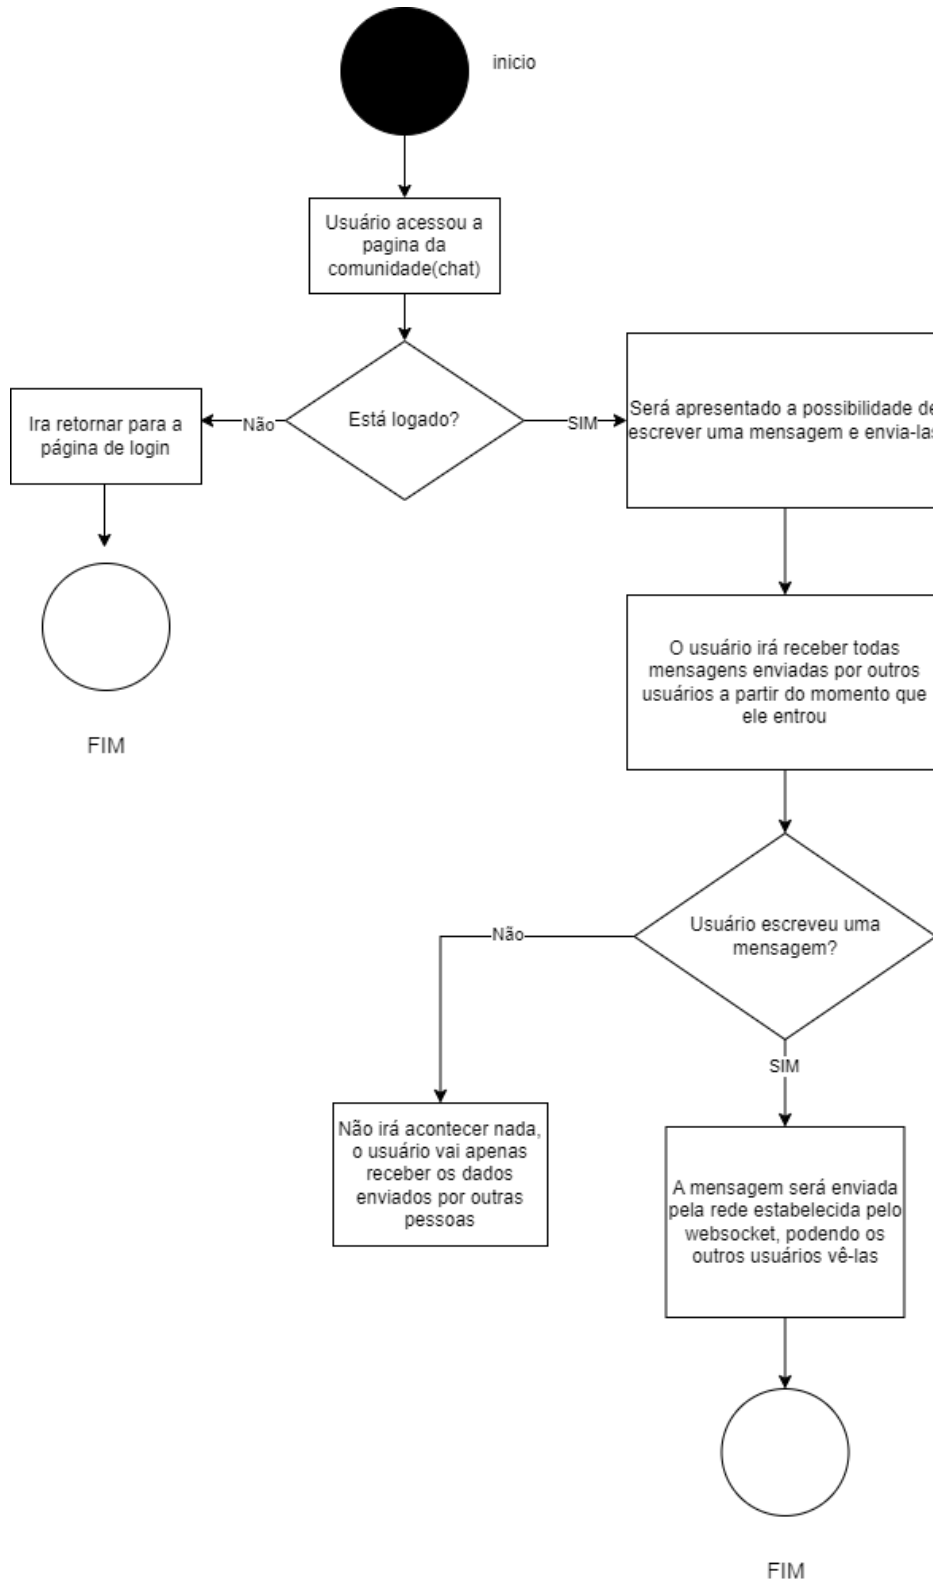 inicio
Usuário acessou a
pagina da
comunidade(chat)
Está logado?
Não
SIM
Ira retornar para a
página de login
FIM
Será apresentado a possibilidade de
escrever uma mensagem e envia-las
O usuário irá receber todas
mensagens enviadas por outros
usuários a partir do momento que
ele entrou
Usuário escreveu uma
mensagem?
Não
SIM
Não irá acontecer nada,
o usuário vai apenas
receber os dados
enviados por outras
pessoas
A mensagem será enviada
pela rede estabelecida pelo
websocket, podendo os
outros usuários vê-las
FIM